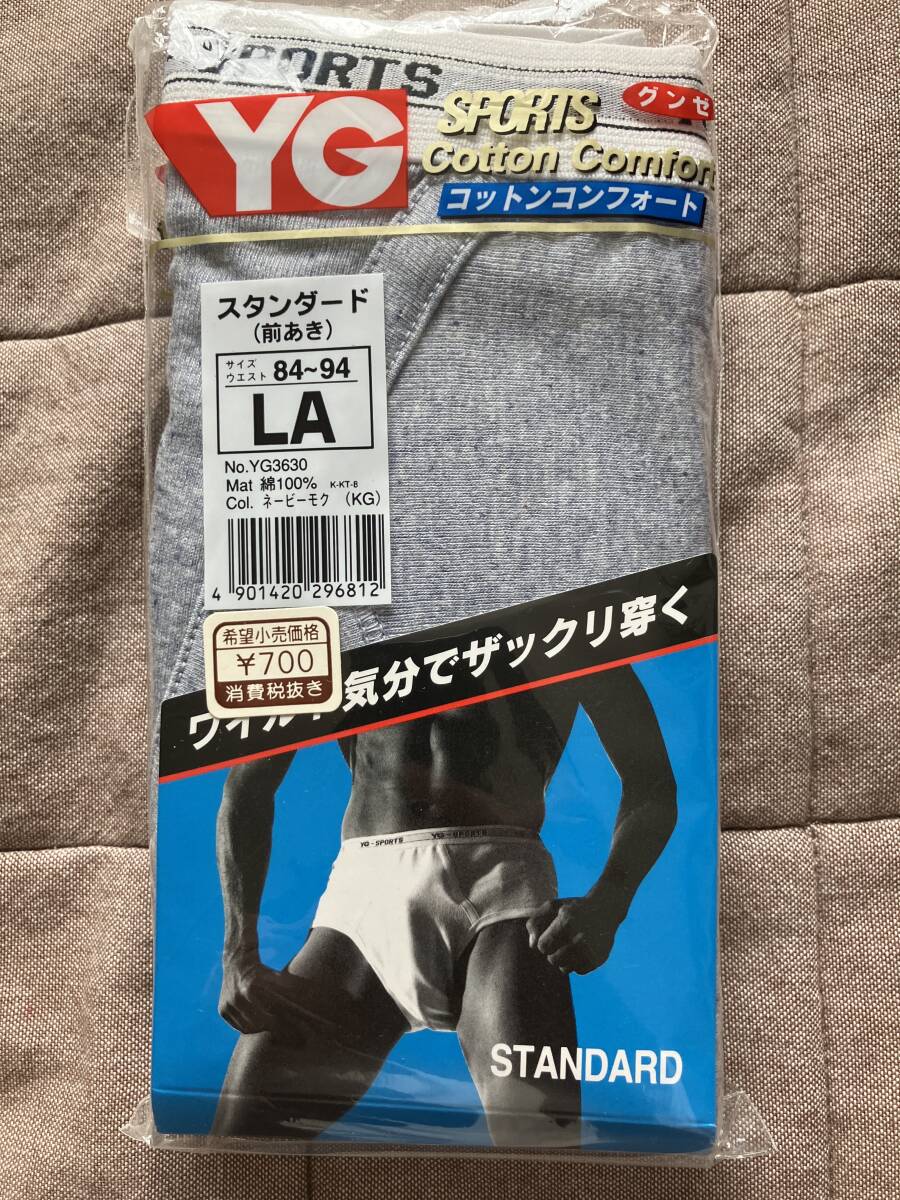 SPORTS
YG
SPORTS
グンゼ
Cotton Comfort
コットンコンフォート
スタンダード
(前あき)
サイズ
ウエスト 84~94
LA
No.YG3630
Mat 綿100% K-KT-8
Col. ネービーモク (KG)
4 901420 296812
希望小売価格
¥700
消費税抜き
ワイルド気分でザックリ穿く
YG-SPORTS YG-SPORTS
STANDARD